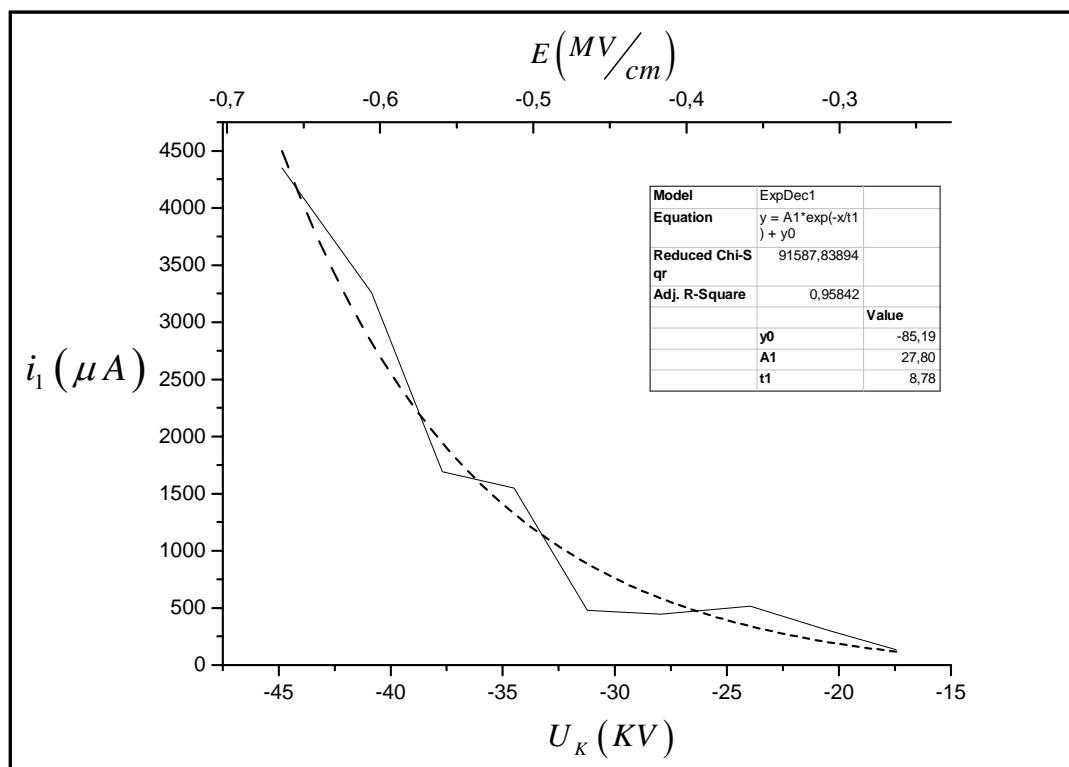 E(MV/cm)
-0,7 -0,6 -0,5 -0,4 -0,3
4500
4000
3500
3000
2500
2000
1500
1000
500
0
i₁(μA)
Model ExpDec1
Equation y = A1*exp(-x/t1
) + y0
Reduced Chi-S 91587,83894
qr
Adj. R-Square 0,95842
Value
y0 -85,19
A1 27,80
t1 8,78
-45 -40 -35 -30 -25 -20 -15
U_K(KV)